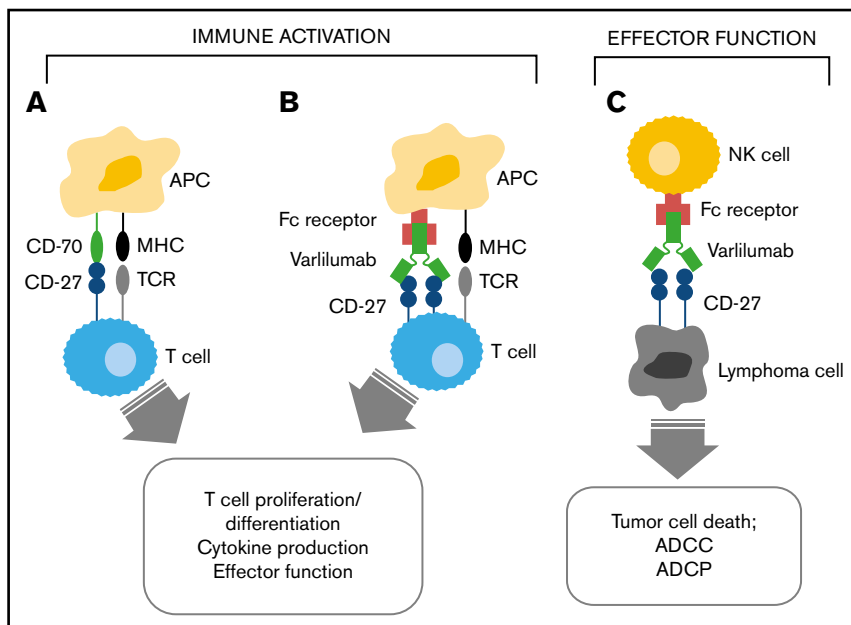 IMMUNE ACTIVATION
EFFECTOR FUNCTION
A
APC
CD-70
MHC
CD-27
TCR
T cell
B
APC
Fc receptor
MHC
Varlilumab
TCR
CD-27
T cell
C
NK cell
Fc receptor
Varlilumab
CD-27
Lymphoma cell
T cell proliferation/
differentiation
Cytokine production
Effector function
Tumor cell death;
ADCC
ADCP